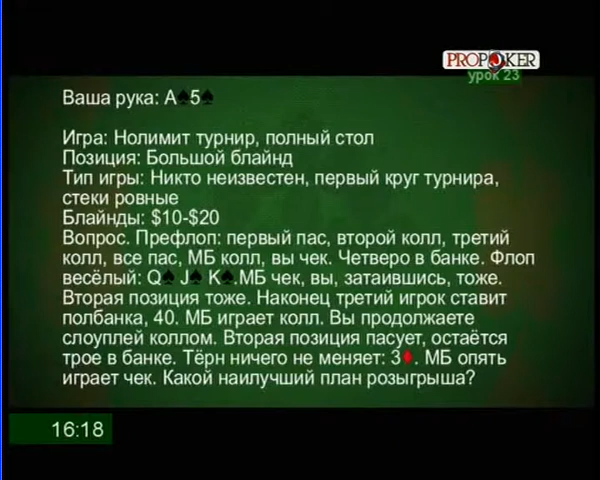 PROPOKER
урок 23
Ваша рука: A♠5♠
Игра: Нолимит турнир, полный стол
Позиция: Большой блайнд
Тип игры: Никто неизвестен, первый круг турнира,
стеки ровные
Блайнды: $10-$20
Вопрос. Префлоп: первый пас, второй колл, третий
колл, все пас, МБ колл, вы чек. Четверо в банке. Флоп
весёлый: Q♠ J♠ K♠.МБ чек, вы, затаившись, тоже.
Вторая позиция тоже. Наконец третий игрок ставит
полбанка, 40. МБ играет колл. Вы продолжаете
слоуплей коллом. Вторая позиция пасует, остаётся
трое в банке. Тёрн ничего не меняет: 3♦. МБ опять
играет чек. Какой наилучший план розыгрыша?
16:18